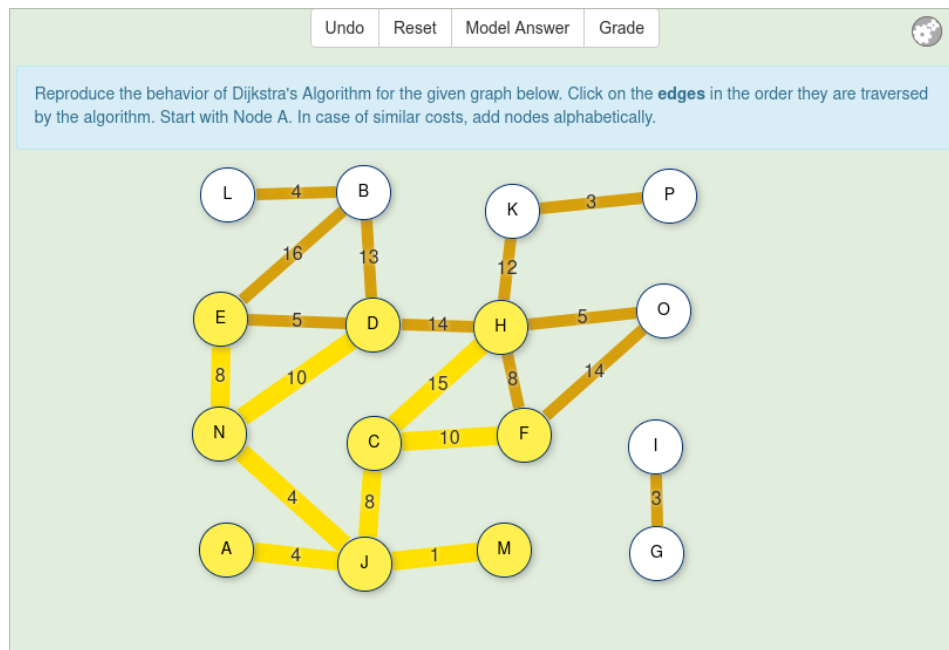 Undo Reset Model Answer Grade
Reproduce the behavior of Dijkstra's Algorithm for the given graph below. Click on the edges in the order they are traversed
by the algorithm. Start with Node A. In case of similar costs, add nodes alphabetically.
L 4 B K 3 P
16 13 12
E 5 D 14 H 5 O
8 10 15 8 14
N C 10 F I
4 8 3
A 4 J 1 M G